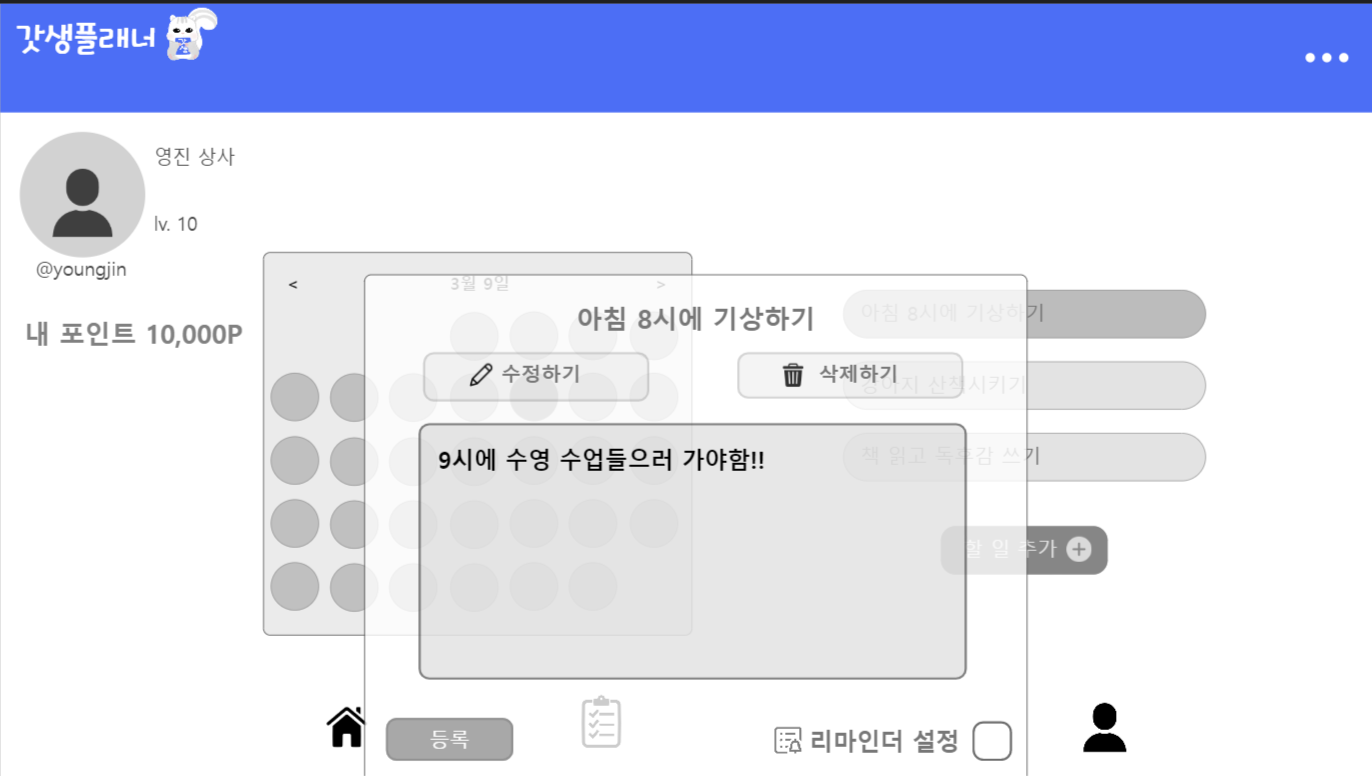 갓생플래너
영진 상사
lv. 10
@youngjin
내 포인트 10,000P
< 3월 9일 >
아침 8시에 기상하기
수정하기
삭제하기
9시에 수영 수업들으러 가야함!!
아침 8시에 기상하기
강아지 산책시키기
책 읽고 독후감 쓰기
할 일 추가
등록
리마인더 설정